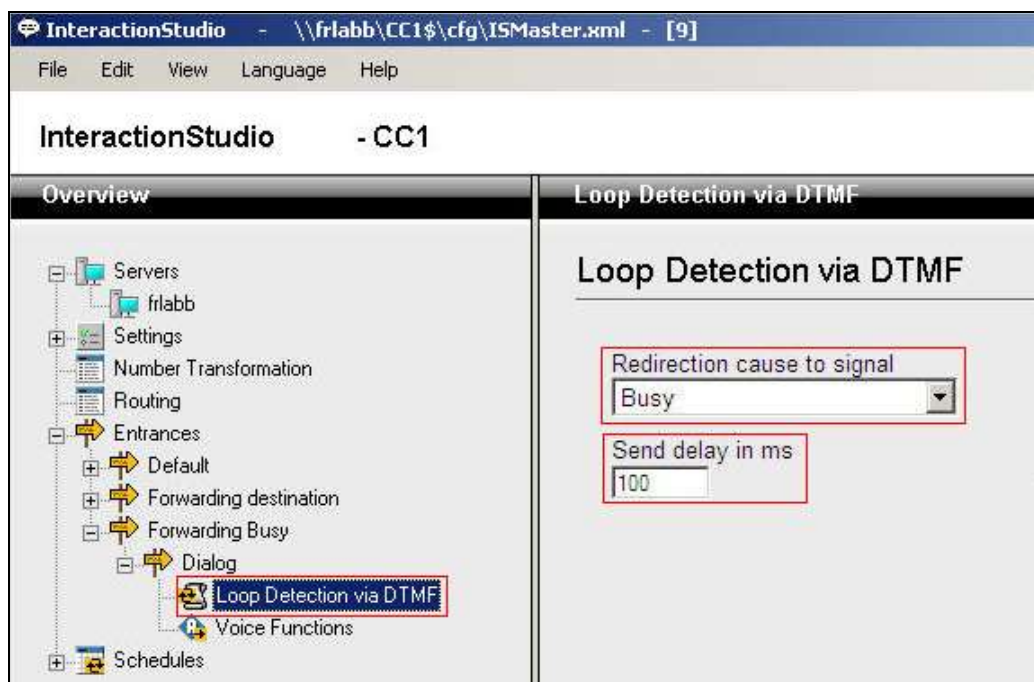 InteractionStudio - \\frlabb\CC1$\cfg\ISMaster.xml - [9]
File Edit View Language Help
InteractionStudio - CC1
Overview
Servers
frlabb
Settings
Number Transformation
Routing
Entrances
Default
Forwarding destination
Forwarding Busy
Dialog
Loop Detection via DTMF
Voice Functions
Schedules
Loop Detection via DTMF
Loop Detection via DTMF
Redirection cause to signal
Busy
Send delay in ms
100